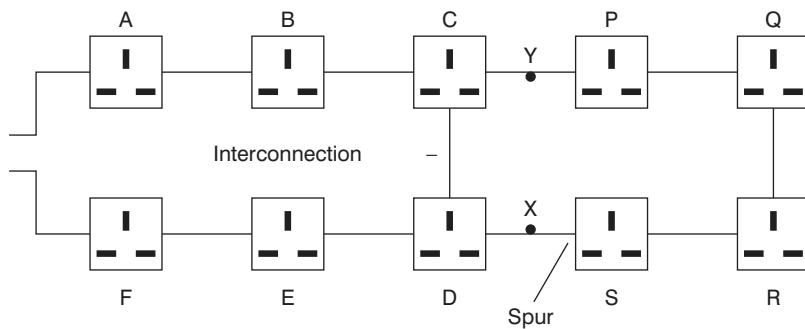 A B C P Q
Y
Interconnection
X
F E D S R
Spur